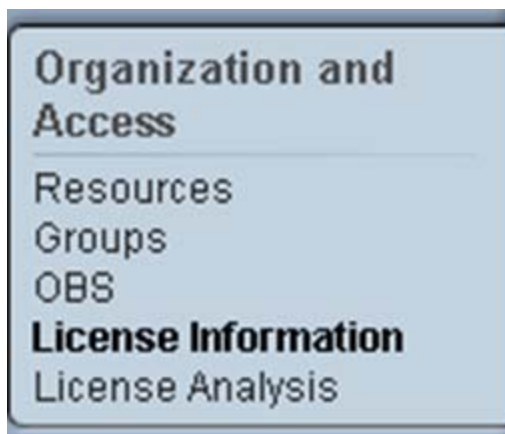 Organization and
Access
Resources
Groups
OBS
License Information
License Analysis